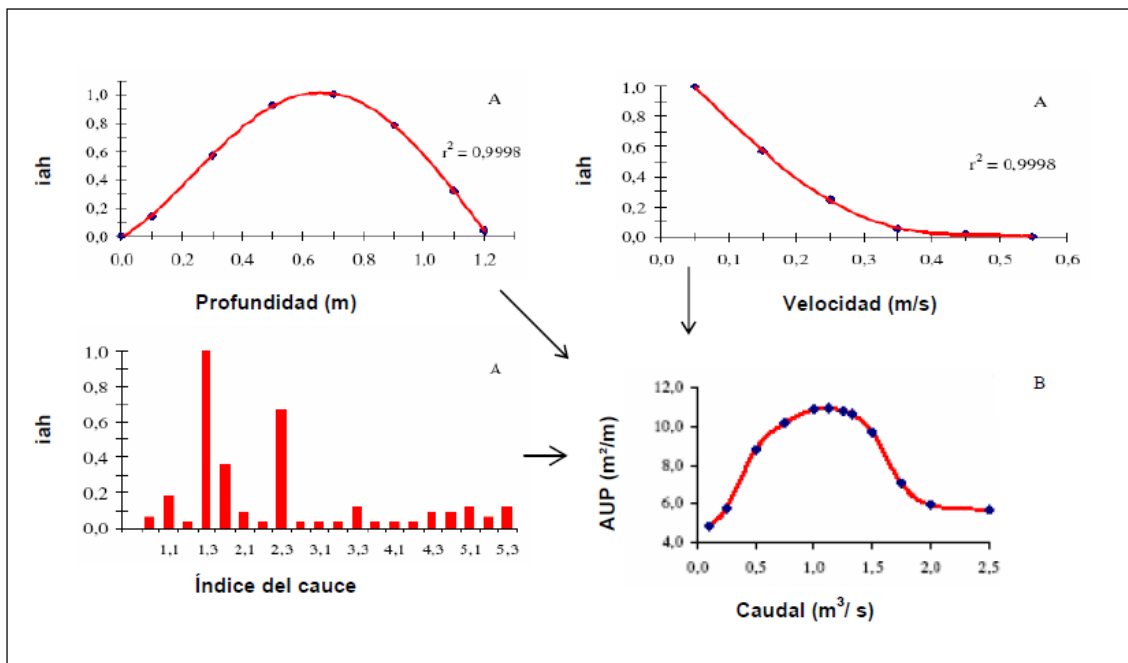 1,0
0,8
0,6
0,4
0,2
0,0
iah
A
r² = 0,9998
0,0 0,2 0,4 0,6 0,8 1,0 1,2
Profundidad (m)
1,0
0,8
0,6
0,4
0,2
0,0
iah
A
r² = 0,9998
0,0 0,1 0,2 0,3 0,4 0,5 0,6
Velocidad (m/s)
1,0
0,8
0,6
0,4
0,2
0,0
iah
A
1,1 1,3 2,1 2,3 3,1 3,3 4,1 4,3 5,1 5,3
Índice del cauce
12,0
10,0
8,0
6,0
4,0
AUP (m²/m)
B
0,0 0,5 1,0 1,5 2,0 2,5
Caudal (m³/ s)